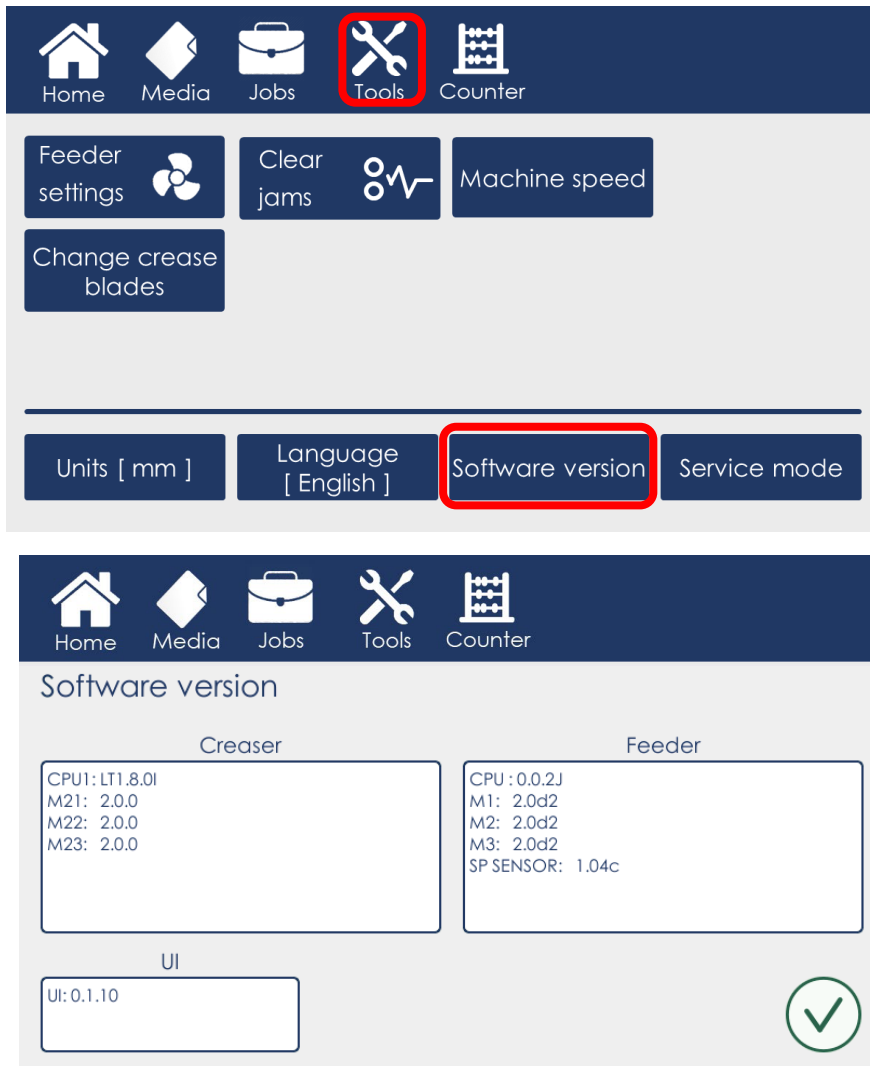 Home Media Jobs Tools Counter
Feeder
settings
Clear
jams
Machine speed
Change crease
blades
Units [ mm ]
Language
[ English ]
Software version
Service mode
Home Media Jobs Tools Counter
Software version
Creaser
CPU1: LT1.8.0I
M21: 2.0.0
M22: 2.0.0
M23: 2.0.0
Feeder
CPU : 0.0.2J
M1: 2.0d2
M2: 2.0d2
M3: 2.0d2
SP SENSOR: 1.04c
UI
UI: 0.1.10